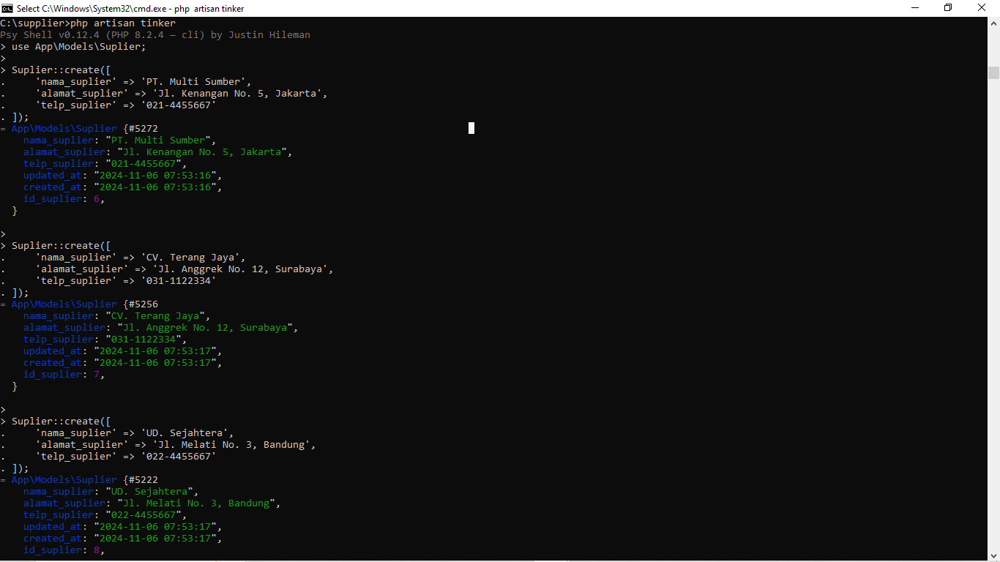 Select C:\Windows\System32\cmd.exe - php  artisan tinker
C:\supplier>php artisan tinker
Psy Shell v0.12.4 (PHP 8.2.4 — cli) by Justin Hileman
> use App\Models\Suplier;
>
> Suplier::create([
.     'nama_suplier' => 'PT. Multi Sumber',
.     'alamat_suplier' => 'Jl. Kenangan No. 5, Jakarta',
.     'telp_suplier' => '021-4455667'
. ]);
= App\Models\Suplier {#5272
    nama_suplier: "PT. Multi Sumber",
    alamat_suplier: "Jl. Kenangan No. 5, Jakarta",
    telp_suplier: "021-4455667",
    updated_at: "2024-11-06 07:53:16",
    created_at: "2024-11-06 07:53:16",
    id_suplier: 6,
  }
>
> Suplier::create([
.     'nama_suplier' => 'CV. Terang Jaya',
.     'alamat_suplier' => 'Jl. Anggrek No. 12, Surabaya',
.     'telp_suplier' => '031-1122334'
. ]);
= App\Models\Suplier {#5256
    nama_suplier: "CV. Terang Jaya",
    alamat_suplier: "Jl. Anggrek No. 12, Surabaya",
    telp_suplier: "031-1122334",
    updated_at: "2024-11-06 07:53:17",
    created_at: "2024-11-06 07:53:17",
    id_suplier: 7,
  }
>
> Suplier::create([
.     'nama_suplier' => 'UD. Sejahtera',
.     'alamat_suplier' => 'Jl. Melati No. 3, Bandung',
.     'telp_suplier' => '022-4455667'
. ]);
= App\Models\Suplier {#5222
    nama_suplier: "UD. Sejahtera",
    alamat_suplier: "Jl. Melati No. 3, Bandung",
    telp_suplier: "022-4455667",
    updated_at: "2024-11-06 07:53:17",
    created_at: "2024-11-06 07:53:17",
    id_suplier: 8,